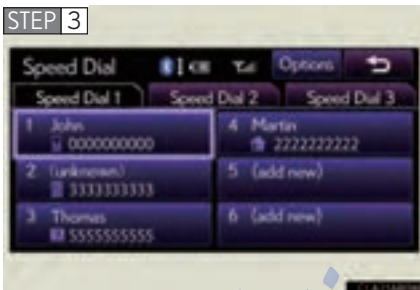 STEP 3
Speed Dial
Options
Speed Dial 1 Speed Dial 2 Speed Dial 3
1 John
0000000000
2 (unknown)
3333333333
3 Thomas
5555555555
4 Martin
2222222222
5 (add new)
6 (add new)